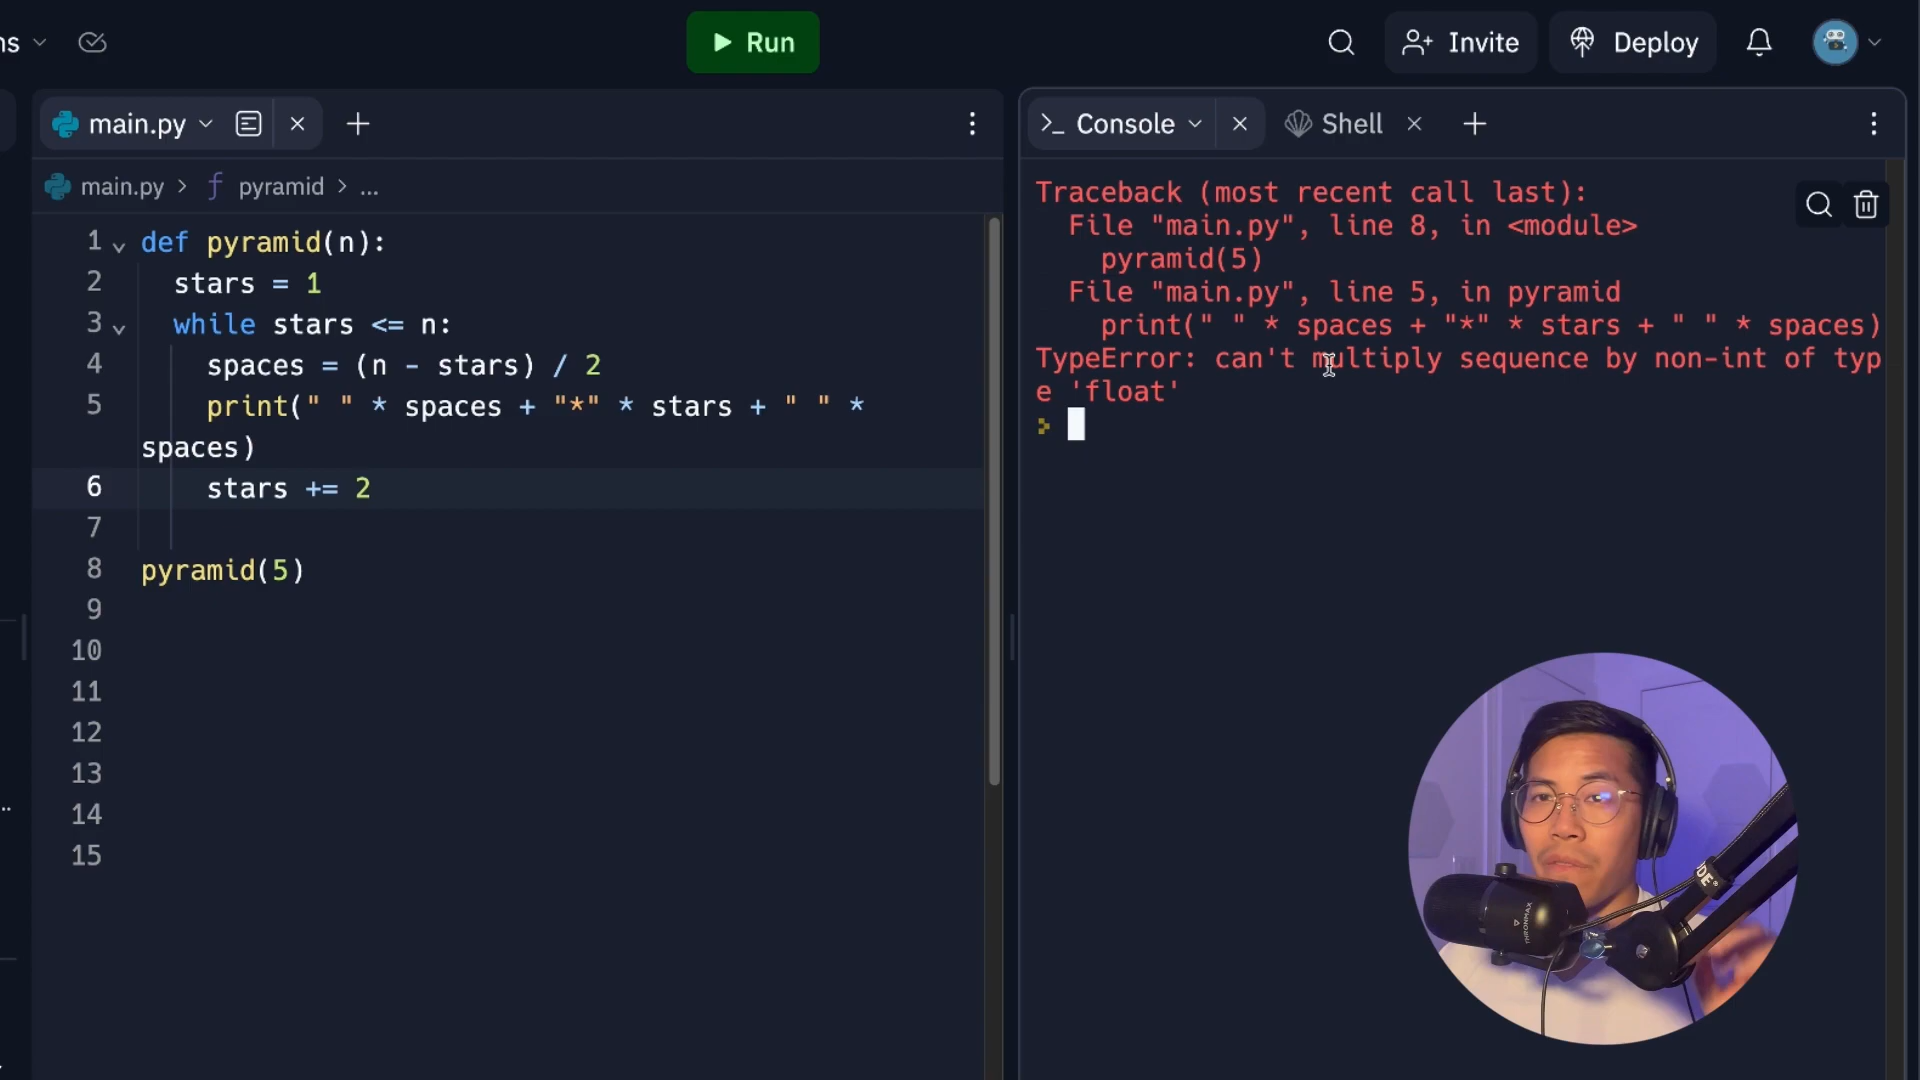 ns
Run
Invite
Deploy
main.py
Console
Shell
main.py > pyramid > ...
1 def pyramid(n):
2 stars = 1
3 while stars <= n:
4 spaces = (n - stars) / 2
5 print(" " * spaces + "*" * stars + " " *
spaces)
6 stars += 2
7
8 pyramid(5)
9
10
11
12
13
14
15
Traceback (most recent call last):
File "main.py", line 8, in <module>
pyramid(5)
File "main.py", line 5, in pyramid
print(" " * spaces + "*" * stars + " " * spaces)
TypeError: can't multiply sequence by non-int of typ
e 'float'
THRONMAX
DE